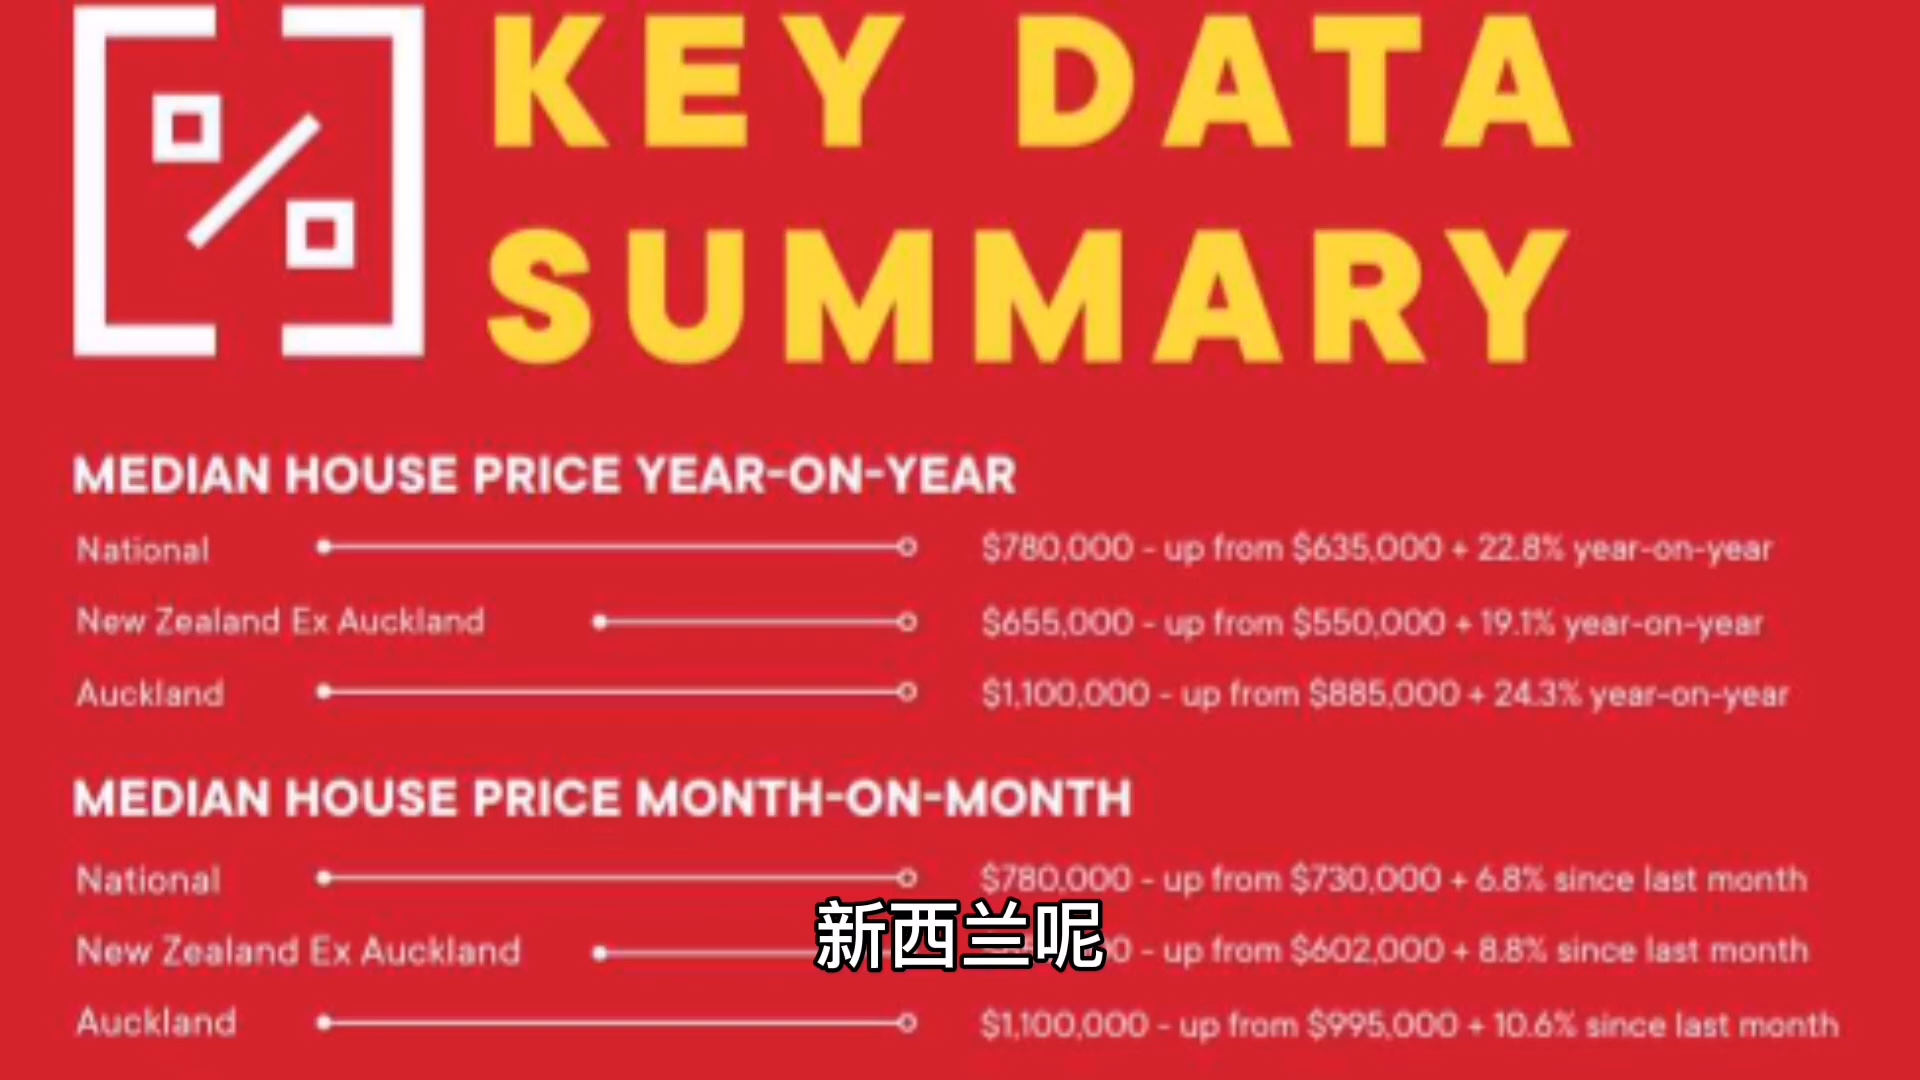 %
KEY DATA
SUMMARY
MEDIAN HOUSE PRICE YEAR-ON-YEAR
National $780,000 - up from $635,000 + 22.8% year-on-year
New Zealand Ex Auckland $655,000 - up from $550,000 + 19.1% year-on-year
Auckland $1,100,000 - up from $885,000 + 24.3% year-on-year
MEDIAN HOUSE PRICE MONTH-ON-MONTH
National $780,000 - up from $730,000 + 6.8% since last month
New Zealand Ex Auckland - up from $602,000 + 8.8% since last month
新西兰呢
Auckland $1,100,000 - up from $995,000 + 10.6% since last month